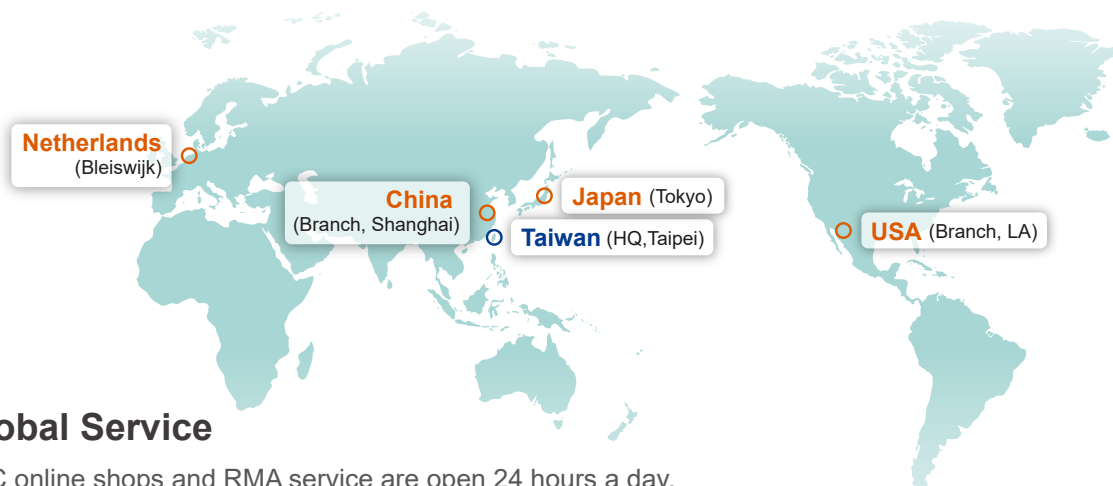 Netherlands
(Bleiswijk)
China
(Branch, Shanghai)
Japan (Tokyo)
Taiwan (HQ,Taipei)
USA (Branch, LA)
obal Service
C online shops and RMA service are open 24 hours a day,